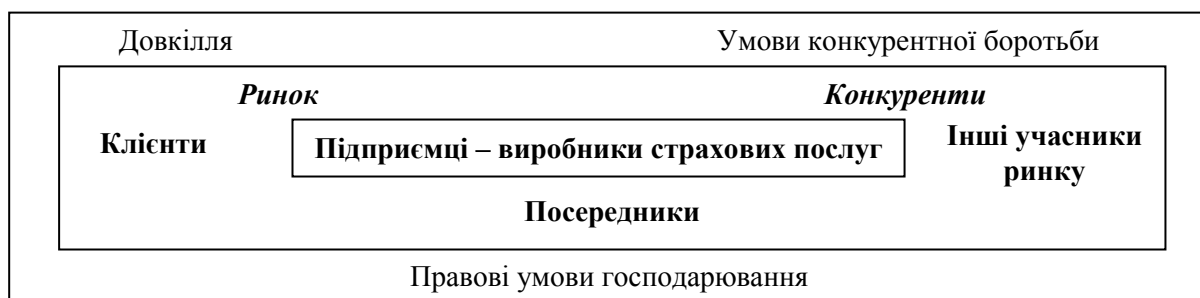 Довкілля Умови конкурентної боротьби
Ринок Конкуренти
Клієнти Підприємці – виробники страхових послуг Інші учасники
ринку
Посередники
Правові умови господарювання